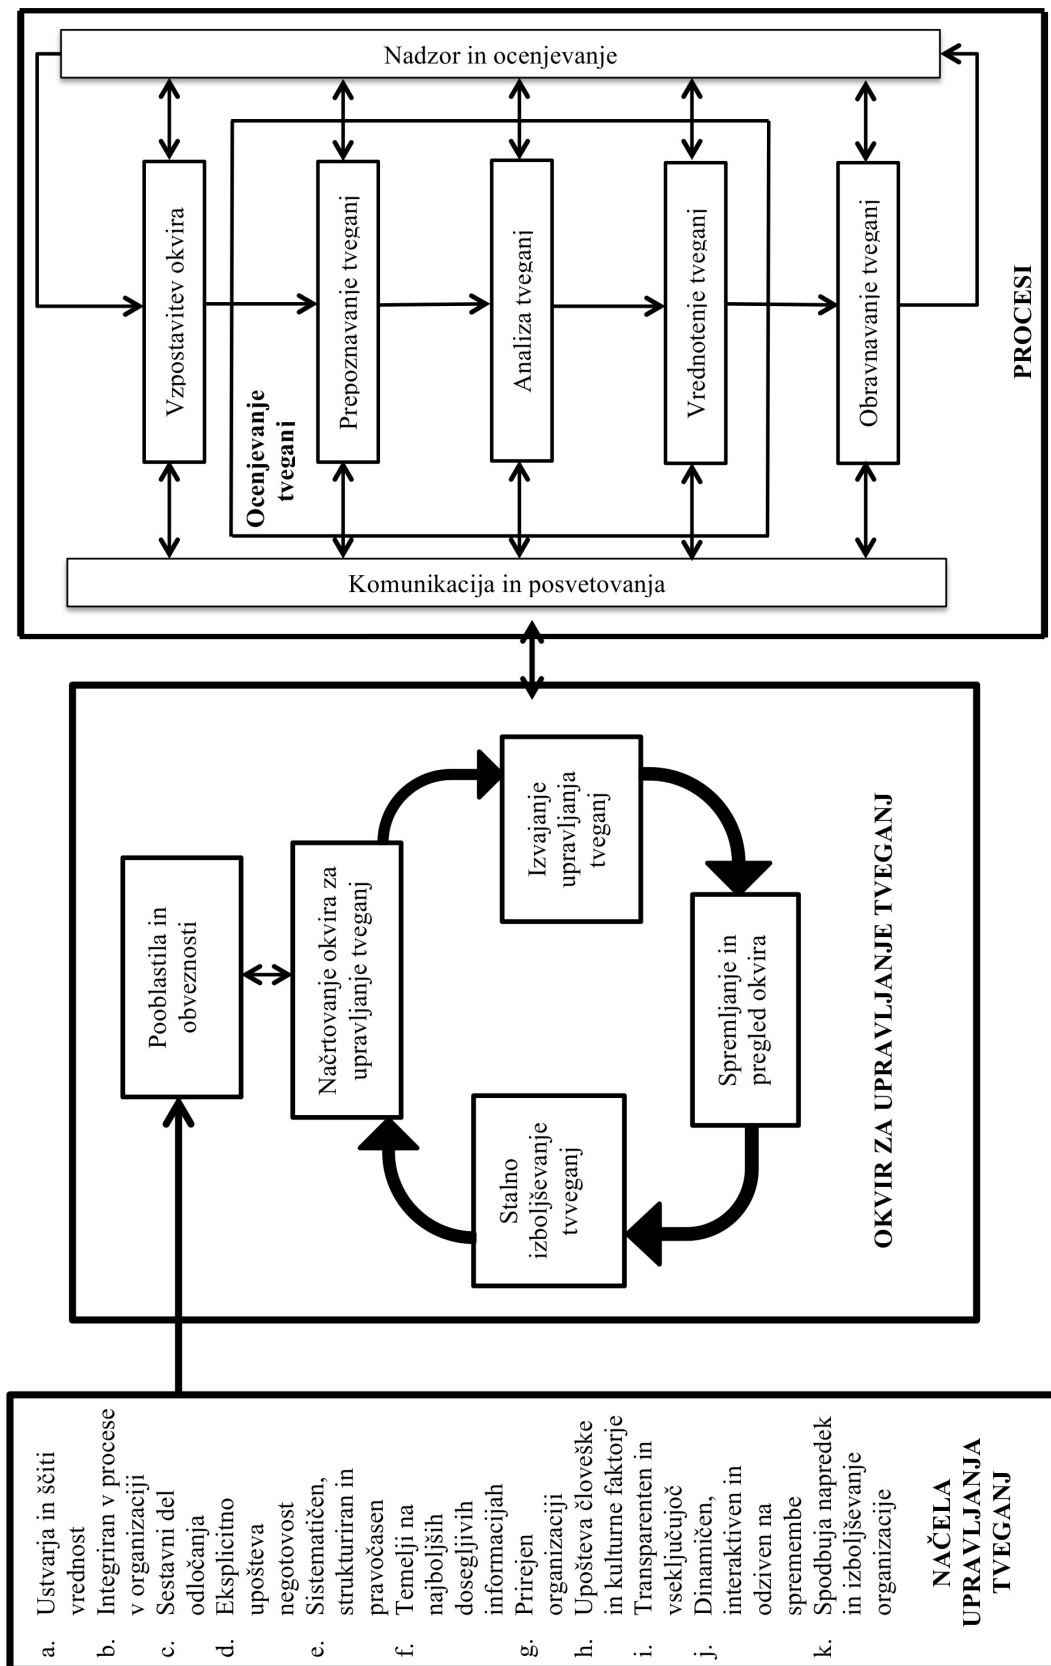 a. Ustvarja in ščiti
vrednost
b. Integriran v procese
v organizaciji
c. Sestavni del
odločanja
d. Eksplicitno
upošteva
negotovost
e. Sistematičen,
strukturiran in
pravočasen
f. Temelji na
najboljših
dosegljivih
informacijah
g. Prirejen
organizaciji
h. Upošteva človeške
in kulturne faktorje
i. Transparenten in
vseključujoč
j. Dinamičen,
interaktiven in
odziven na
spremembe
k. Spodbuja napredek
in izboljševanje
organizacije
NAČELA
UPRAVLJANJA
TVEGANJ
Pooblastila in
obveznosti
Načrtovanje okvira za
upravljanje tveganj
Izvajanje
upravljanja
tveganj
Spremljanje in
pregled okvira
Stalno
izboljševanje
tvveganj
OKVIR ZA UPRAVLJANJE TVEGANJ
Komunikacija in posvetovanja
Vzpostavitev okvira
Ocenjevanje
tvegani
Prepoznavanje tveganj
Analiza tveganj
Vrednotenje tveganj
Obravnavanje tveganj
Nadzor in ocenjevanje
PROCESI